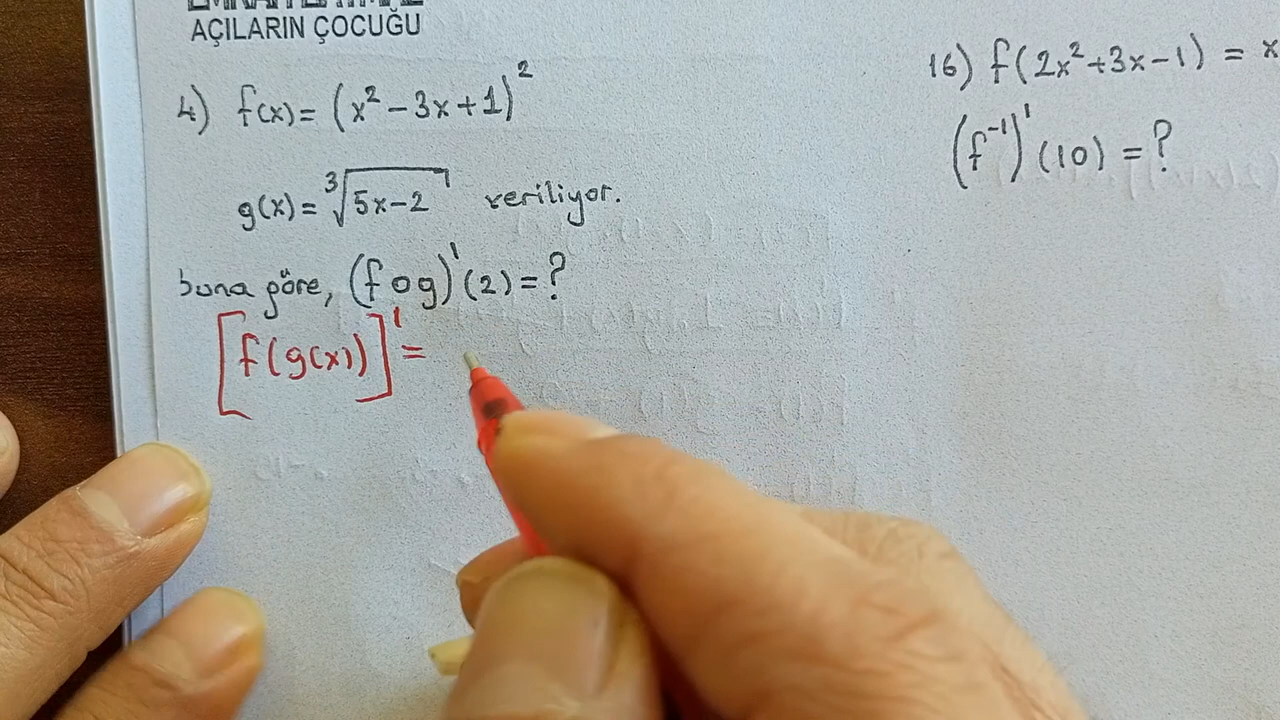 AÇILARIN ÇOCUĞU
4) f(x) = (x² - 3x + 1)²
g(x) = ³√5x-2 veriliyor.
buna göre, (fog)'(2) = ?
[f(g(x))]' =
16) f(2x²+3x-1) = x
(f⁻¹)'(10) = ?